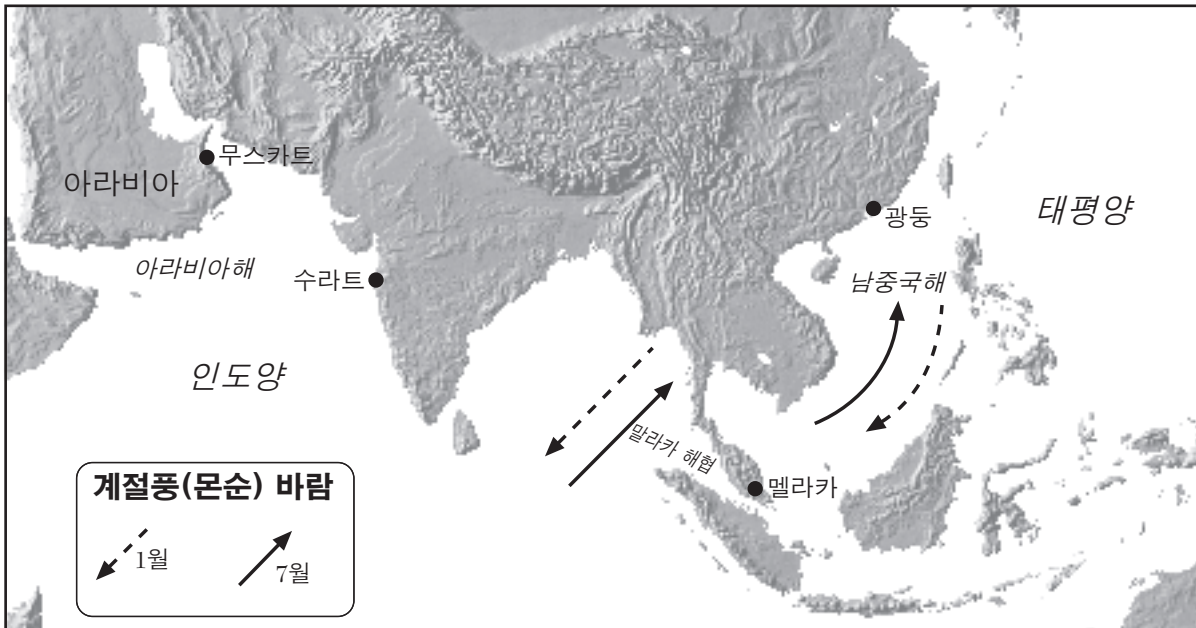 무스카트
아라비아
광둥
태평양
아라비아해
수라트
남중국해
인도양
말라카 해협
멜라카
계절풍(몬순) 바람
1월
7월